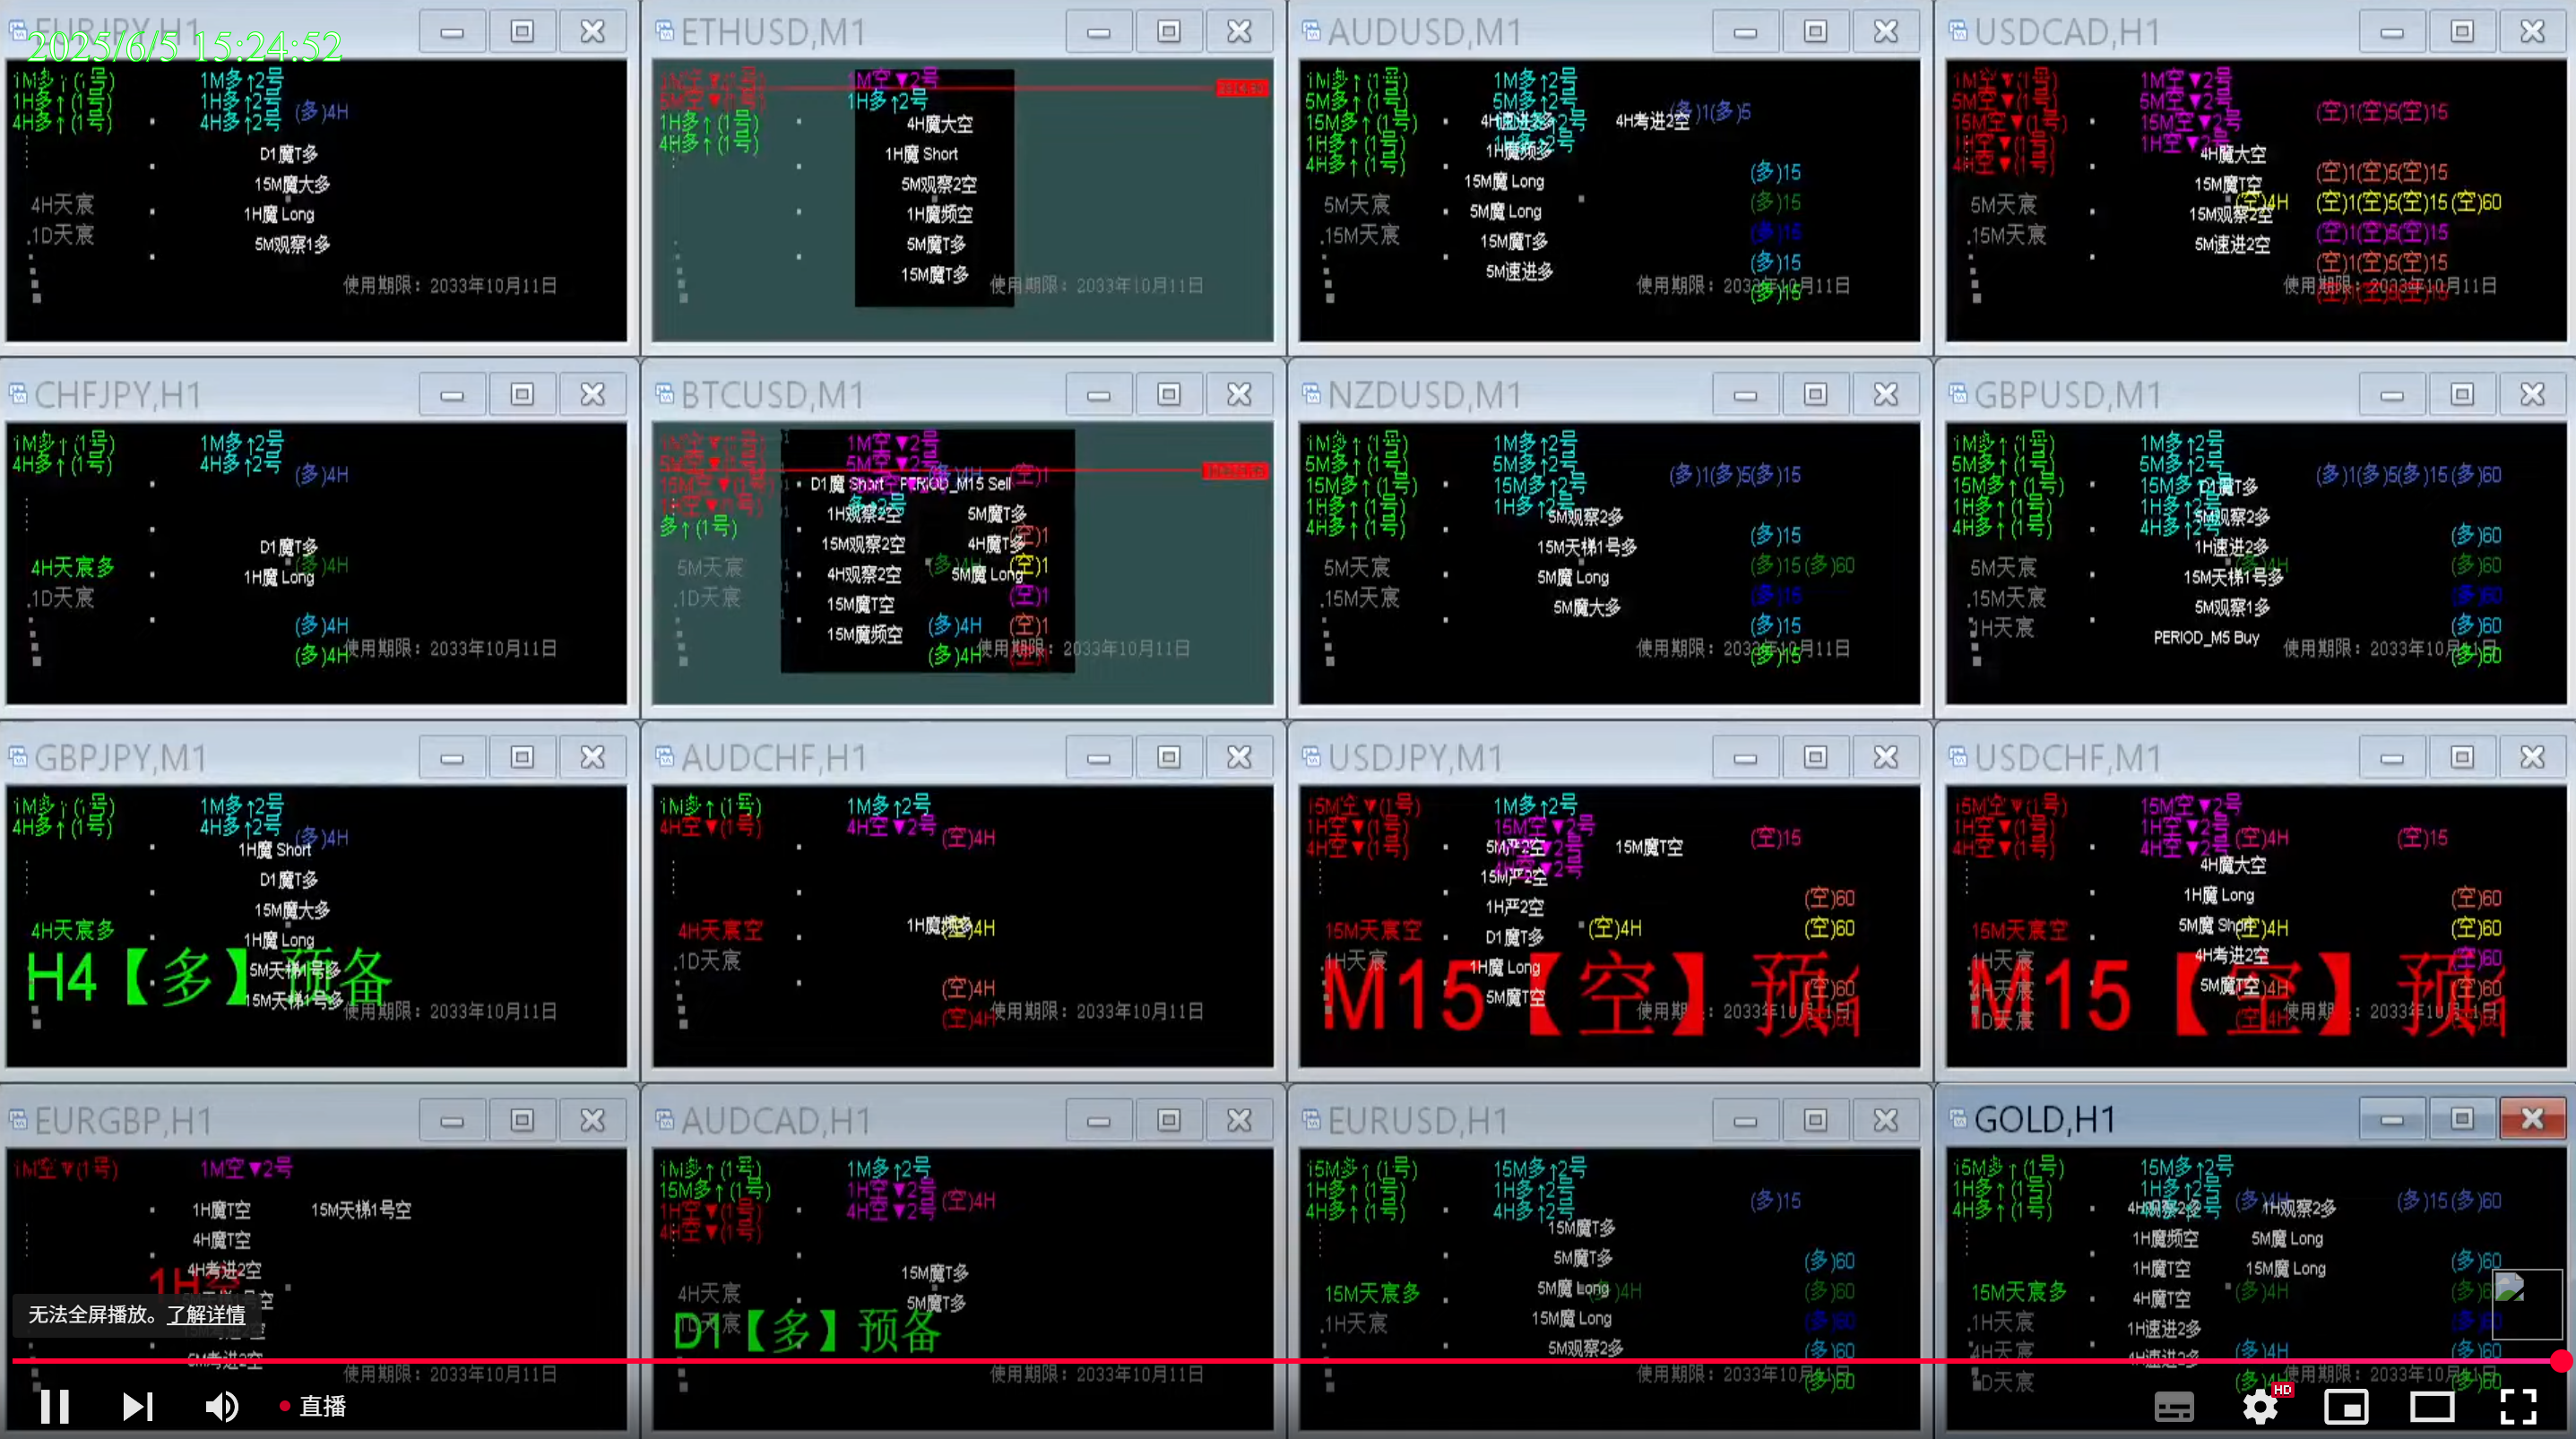 EURJPY,H1
2025/6/5 15:24:52
1M多↑(1号)
1H多↑(1号)
4H多↑(1号)
1M多↑2号
1H多↑2号
4H多↑2号
(多)4H
D1魔T多
15M魔大多
1H魔 Long
5M观察1多
4H天宸
.1D天宸
使用期限：2033年10月11日
ETHUSD,M1
1M空▼(1号)
5M空▼(1号)
1H多↑(1号)
4H多↑(1号)
1M空▼2号
1H多↑2号
4H魔大空
1H魔 Short
5M观察2空
1H魔频空
5M魔T多
15M魔T多
使用期限：2033年10月11日
AUDUSD,M1
1M多↑(1号)
5M多↑(1号)
15M多↑(1号)
1H多↑(1号)
4H多↑(1号)
1M多↑2号
5M多↑2号
4H速进2多
4H考进2空
(多)1(多)5
1H魔频多
15M魔 Long
5M魔 Long
15M魔T多
5M速进多
(多)15
(多)15
(多)15
(多)15
(多)15
5M天宸
.15M天宸
使用期限：2033年10月11日
USDCAD,H1
1M空▼(1号)
5M空▼(1号)
15M空▼(1号)
1H空▼(1号)
4H空▼(1号)
1M空▼2号
5M空▼2号
15M空▼2号
1H空▼2号
4H魔大空
15M魔T空
15M观察2空
5M速进2空
(空)4H
(空)1(空)5(空)15
(空)1(空)5(空)15
(空)1(空)5(空)15(空)60
(空)1(空)5(空)15
(空)1(空)5(空)15
(空)1(空)5(空)15
5M天宸
.15M天宸
使用期限：2033年10月11日
CHFJPY,H1
1M多↑(1号)
4H多↑(1号)
1M多↑2号
4H多↑2号
(多)4H
D1魔T多
(多)4H
1H魔 Long
4H天宸多
.1D天宸
(多)4H
(多)4H
使用期限：2033年10月11日
BTCUSD,M1
1M空▼(1号)
5M空▼(1号)
15M空▼(1号)
1H空▼(1号)
多↑(1号)
1M空▼2号
5M空▼2号
(多)4H
(空)1
D1魔 Short
PERIOD_M15 Sell
1H观察2空
5M魔T多
15M观察2空
4H魔T多
4H观察2空
5M魔 Long
15M魔T空
15M魔频空
(多)4H
(空)1
(空)1
(空)1
(空)1
(多)4H
(多)4H
5M天宸
.1D天宸
使用期限：2033年10月11日
NZDUSD,M1
1M多↑(1号)
5M多↑(1号)
15M多↑(1号)
1H多↑(1号)
4H多↑(1号)
1M多↑2号
5M多↑2号
15M多↑2号
1H多↑2号
(多)1(多)5(多)15
5M观察2多
15M天梯1号多
5M魔 Long
5M魔大多
(多)15
(多)15(多)60
(多)15
(多)15
(多)15
5M天宸
.15M天宸
使用期限：2033年10月11日
GBPUSD,M1
1M多↑(1号)
5M多↑(1号)
15M多↑(1号)
1H多↑(1号)
4H多↑(1号)
1M多↑2号
5M多↑2号
15M多↑2号
1H多↑2号
4H多↑2号
(多)1(多)5(多)15(多)60
D1魔T多
5M观察2多
1H速进2多
(多)4H
15M天梯1号多
5M观察1多
PERIOD_M5 Buy
(多)60
(多)60
(多)60
(多)60
(多)60
5M天宸
.15M天宸
1H天宸
使用期限：2033年10月11日
GBPJPY,M1
1M多↑(1号)
4H多↑(1号)
1M多↑2号
4H多↑2号
(多)4H
1H魔 Short
D1魔T多
15M魔大多
1H魔 Long
5M天梯1号多
15M天梯1号多
4H天宸多
H4【多】预备
使用期限：2033年10月11日
AUDCHF,H1
1M多↑(1号)
4H空▼(1号)
1M多↑2号
4H空▼2号
(空)4H
1H魔频多
(空)4H
4H天宸空
.1D天宸
(空)4H
(空)4H
使用期限：2033年10月11日
USDJPY,M1
15M空▼(1号)
1H空▼(1号)
4H空▼(1号)
1M多↑2号
15M空▼2号
4H空▼2号
5M严2空
15M魔T空
(空)15
15M严2空
1H严2空
D1魔T多
1H魔 Long
5M魔T空
(空)4H
(空)60
(空)60
(空)60
15M天宸空
.1H天宸
M15【空】预
使用期限：2033年10月11日
USDCHF,M1
15M空▼(1号)
1H空▼(1号)
4H空▼(1号)
15M空▼2号
1H空▼2号
4H空▼2号
(空)4H
(空)15
4H魔大空
1H魔 Long
5M魔 Short
(空)4H
4H考进2空
5M魔T空
(空)4H
(空)4H
(空)60
(空)60
(空)60
(空)60
15M天宸空
.1H天宸
4H天宸
1D天宸
M15【空】预
使用期限：2033年10月11日
EURGBP,H1
1M空▼(1号)
1M空▼2号
1H魔T空
15M天梯1号空
4H魔T空
4H考进2空
1H空
5M考进2空
使用期限：2033年10月11日
AUDCAD,H1
1M多↑(1号)
15M多↑(1号)
1H空▼(1号)
4H空▼(1号)
1M多↑2号
1H空▼2号
4H空▼2号
(空)4H
15M魔T多
5M魔T多
4H天宸
1D天宸
D1【多】预备
使用期限：2033年10月11日
EURUSD,H1
15M多↑(1号)
1H多↑(1号)
4H多↑(1号)
15M多↑2号
1H多↑2号
4H多↑2号
(多)15
15M魔T多
5M魔T多
5M魔 Long
(多)4H
15M魔 Long
5M观察2多
(多)60
(多)60
(多)60
(多)60
(多)60
15M天宸多
.1H天宸
使用期限：2033年10月11日
GOLD,H1
15M多↑(1号)
1H多↑(1号)
4H多↑(1号)
15M多↑2号
1H多↑2号
4H观察2多
(多)4H
1H观察2多
(多)15(多)60
1H魔频空
5M魔 Long
1H魔T空
15M魔 Long
4H魔T空
(多)4H
1H速进2多
4H速进2多
(多)4H
(多)4H
(多)60
(多)60
(多)60
15M天宸多
.1H天宸
4H天宸
1D天宸
使用期限：2033年10月11日
无法全屏播放。了解详情
直播
HD